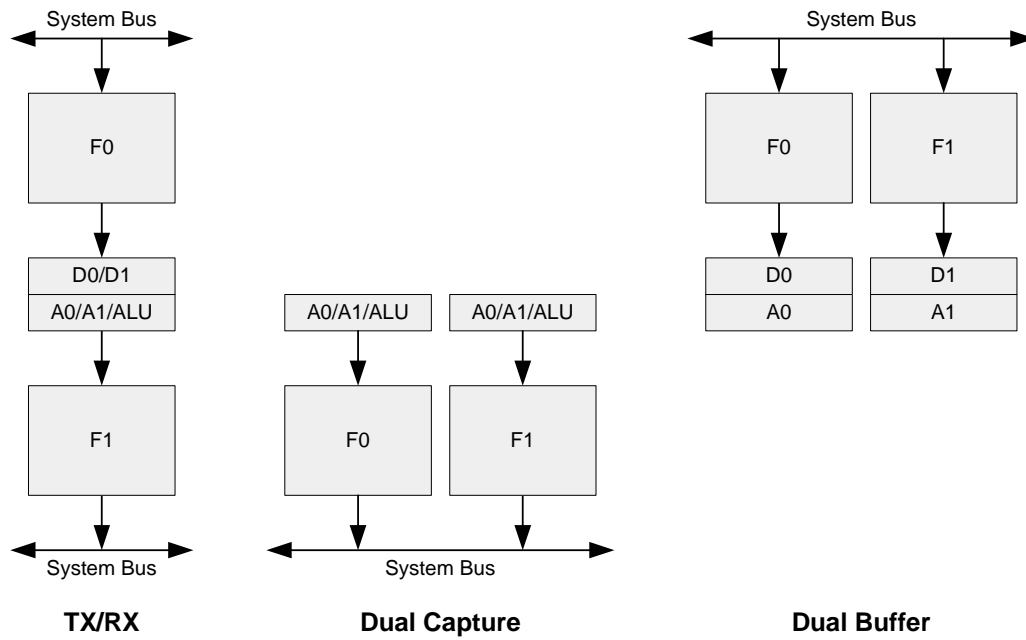 System Bus
F0
D0/D1
A0/A1/ALU
F1
System Bus
TX/RX
A0/A1/ALU A0/A1/ALU
F0 F1
System Bus
Dual Capture
System Bus
F0 F1
D0 D1
A0 A1
Dual Buffer